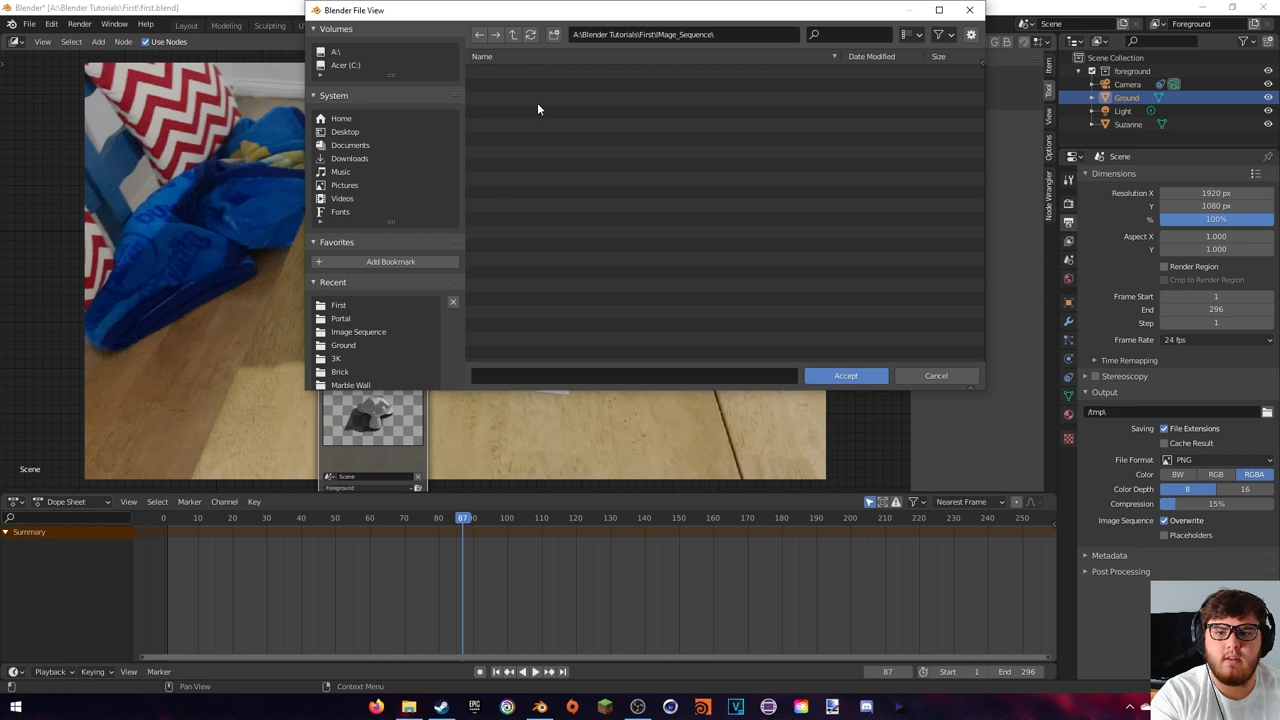 Blender* [A:\Blender Tutorials\First\first.blend]
Blender File View
File Edit Render Window Help Layout Modeling Sculpting
Scene Foreground
View Select Add Node Use Nodes
Volumes
A:\
Acer (C:)
System
Home
Desktop
Documents
Downloads
Music
Pictures
Videos
Fonts
Favorites
Add Bookmark
Recent
First
Portal
Image Sequence
Ground
3K
Brick
Marble Wall
A:\Blender Tutorials\First\IMage_Sequence\
Name Date Modified Size
Accept Cancel
Item
Tool
View
Options
Node Wrangler
Scene Collection
foreground
Camera
Ground
Light
Suzanne
Scene
Dimensions
Resolution X 1920 px
Y 1080 px
% 100%
Aspect X 1.000
Y 1.000
Render Region
Crop to Render Region
Frame Start 1
End 296
Step 1
Frame Rate 24 fps
Time Remapping
Stereoscopy
Output
/tmp\
Saving File Extensions
Cache Result
File Format PNG
Color BW RGB RGBA
Color Depth 8 16
Compression 15%
Image Sequence Overwrite
Placeholders
Metadata
Post Processing
Scene
Scene
Foreground
Dope Sheet View Select Marker Channel Key Nearest Frame
0 10 20 30 40 50 60 70 80 87 90 100 110 120 130 140 150 160 170 180 190 200 210 220 230 240 250
Summary
Playback Keying View Marker 87 Start 1 End 296
Pan View Context Menu